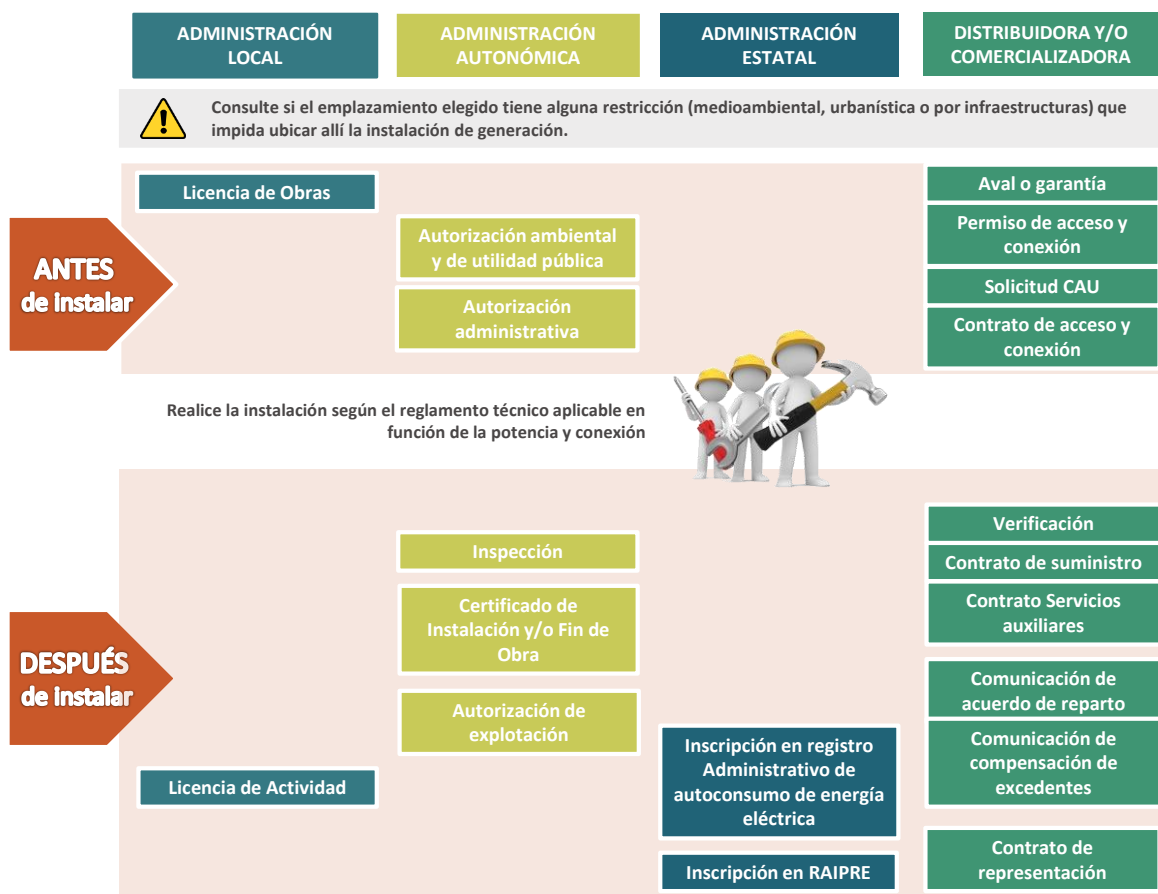 ADMINISTRACIÓN
LOCAL
ADMINISTRACIÓN
AUTONÓMICA
ADMINISTRACIÓN
ESTATAL
DISTRIBUIDORA Y/O
COMERCIALIZADORA
Consulte si el emplazamiento elegido tiene alguna restricción (medioambiental, urbanística o por infraestructuras) que
impida ubicar allí la instalación de generación.
ANTES
de instalar
Licencia de Obras
Autorización ambiental
y de utilidad pública
Autorización
administrativa
Aval o garantía
Permiso de acceso y
conexión
Solicitud CAU
Contrato de acceso y
conexión
Realice la instalación según el reglamento técnico aplicable en
función de la potencia y conexión
DESPUÉS
de instalar
Licencia de Actividad
Inspección
Certificado de
Instalación y/o Fin de
Obra
Autorización de
explotación
Inscripción en registro
Administrativo de
autoconsumo de energía
eléctrica
Inscripción en RAIPRE
Verificación
Contrato de suministro
Contrato Servicios
auxiliares
Comunicación de
acuerdo de reparto
Comunicación de
compensación de
excedentes
Contrato de
representación